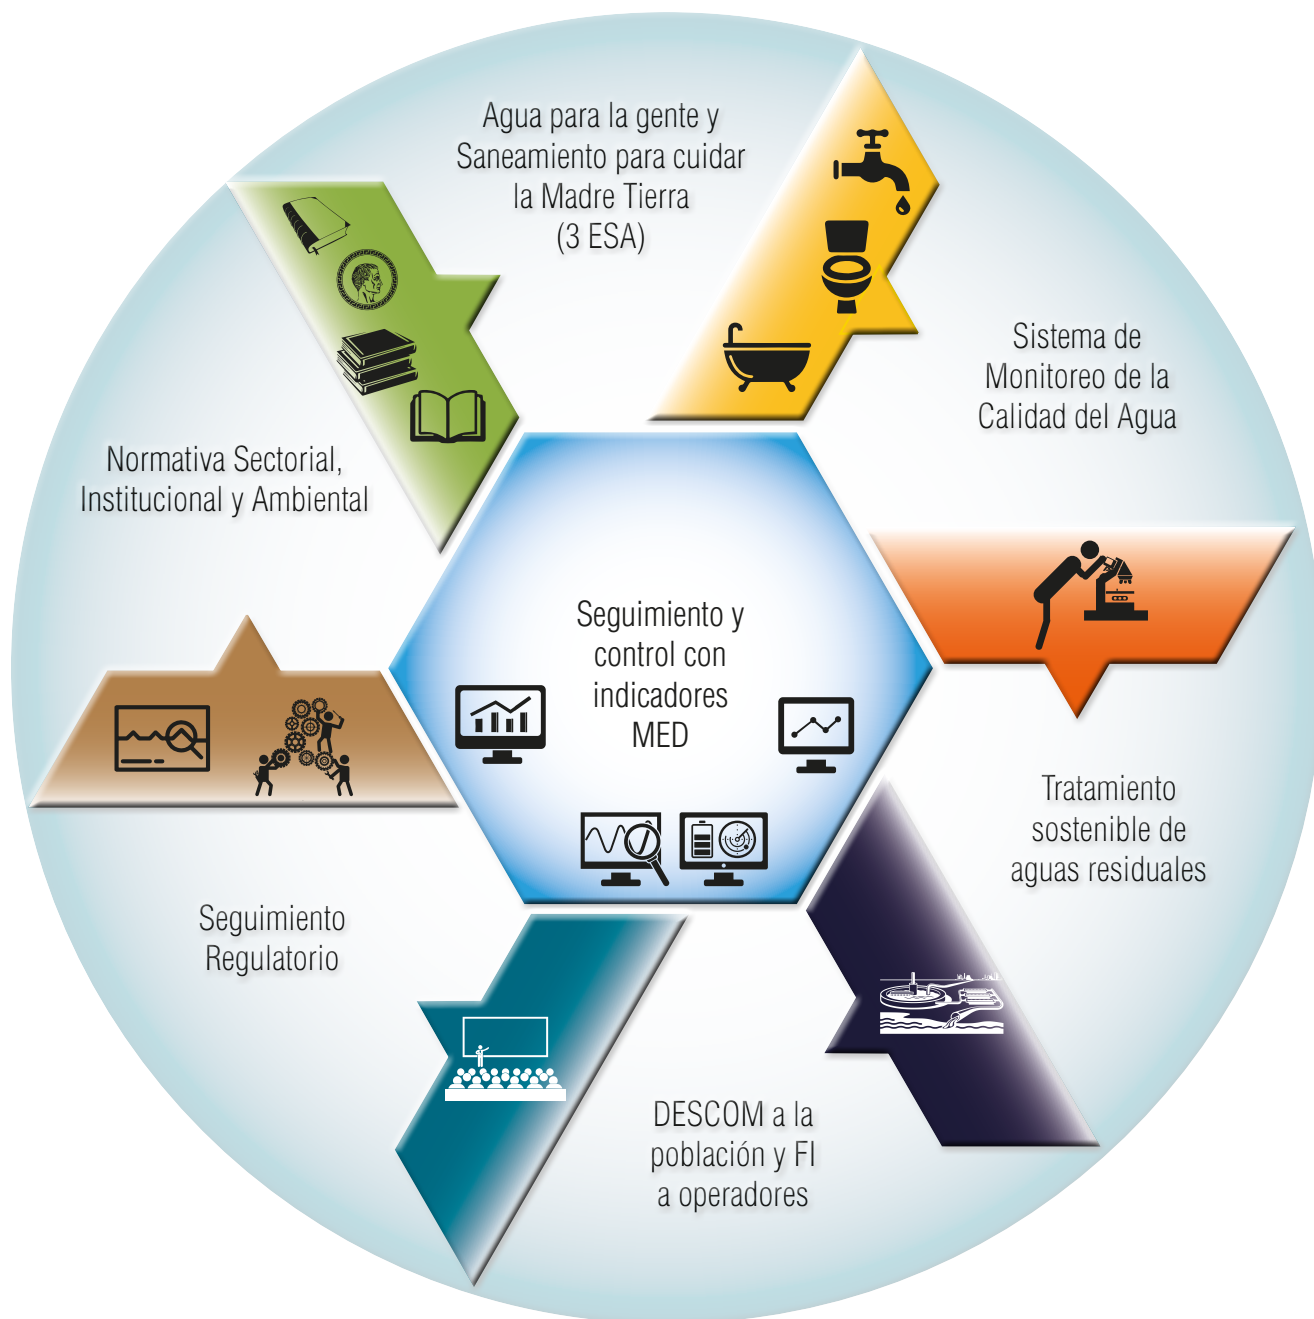 Agua para la gente y
Saneamiento para cuidar
la Madre Tierra
(3 ESA)
Sistema de
Monitoreo de la
Calidad del Agua
Normativa Sectorial,
Institucional y Ambiental
Seguimiento y
control con
indicadores
MED
Tratamiento
sostenible de
aguas residuales
Seguimiento
Regulatorio
DESCOM a la
población y FI
a operadores